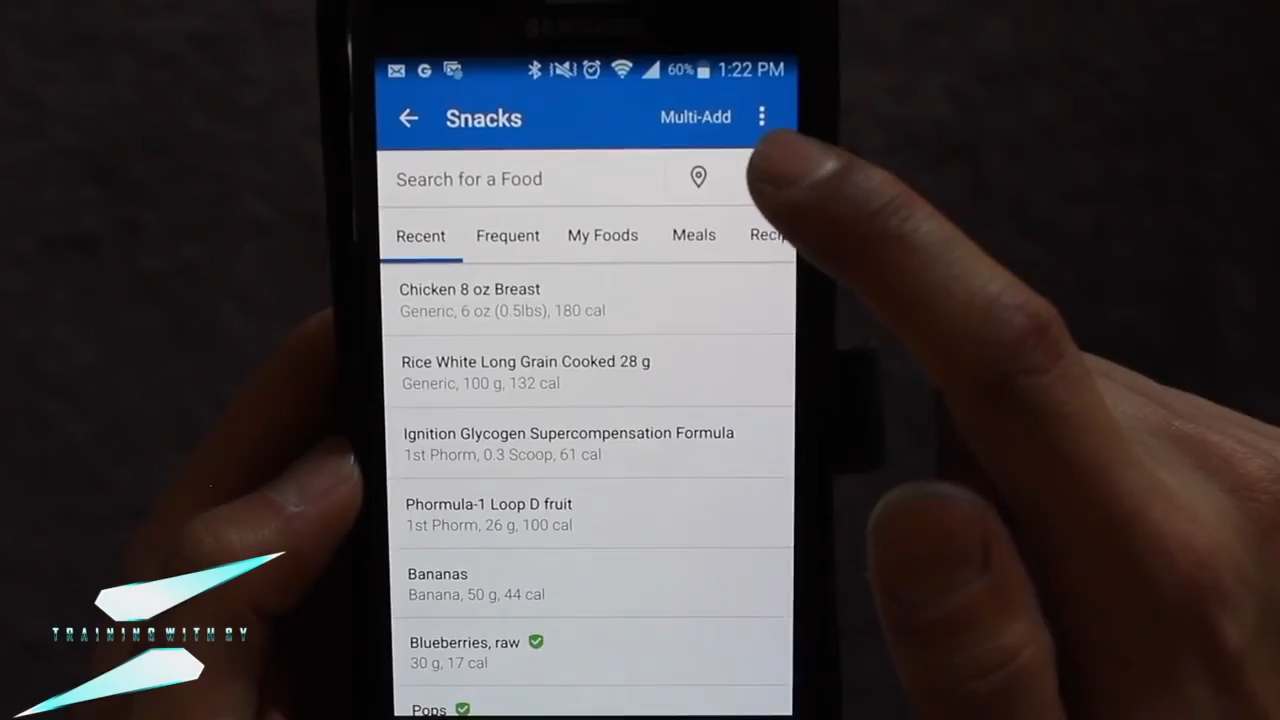 SAMSUNG
60% 1:22 PM
Snacks Multi-Add
Search for a Food
Recent Frequent My Foods Meals Recip
Chicken 8 oz Breast
Generic, 6 oz (0.5lbs), 180 cal
Rice White Long Grain Cooked 28 g
Generic, 100 g, 132 cal
Ignition Glycogen Supercompensation Formula
1st Phorm, 0.3 Scoop, 61 cal
Phormula-1 Loop D fruit
1st Phorm, 26 g, 100 cal
Bananas
Banana, 50 g, 44 cal
Blueberries, raw
30 g, 17 cal
Pops
TRAINING WITH SY